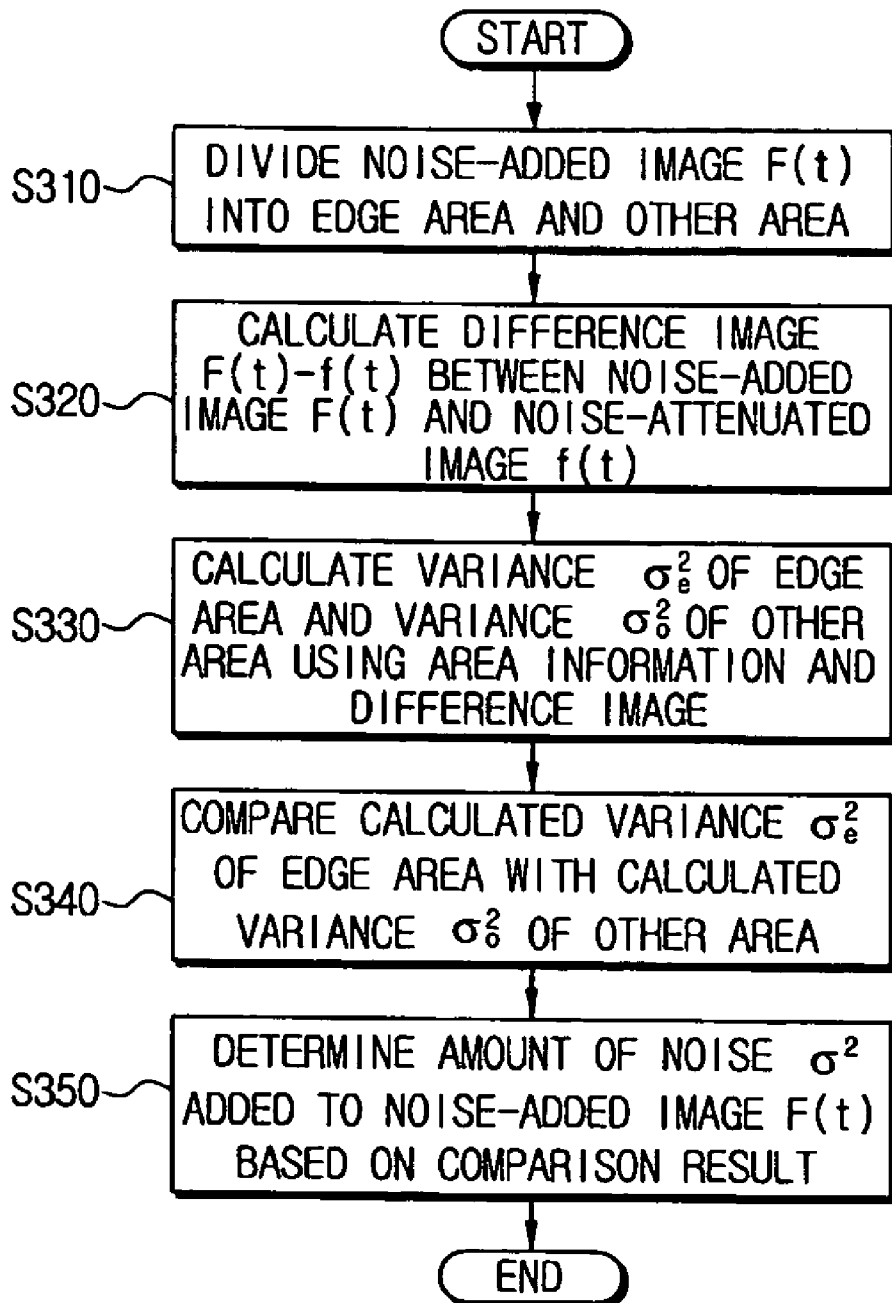 START
S310
DIVIDE NOISE-ADDED IMAGE F(t)
INTO EDGE AREA AND OTHER AREA
S320
CALCULATE DIFFERENCE IMAGE
F(t)-f(t) BETWEEN NOISE-ADDED
IMAGE F(t) AND NOISE-ATTENUATED
IMAGE f(t)
S330
CALCULATE VARIANCE σ²ₑ OF EDGE
AREA AND VARIANCE σ²ₒ OF OTHER
AREA USING AREA INFORMATION AND
DIFFERENCE IMAGE
S340
COMPARE CALCULATED VARIANCE σ²ₑ
OF EDGE AREA WITH CALCULATED
VARIANCE σ²ₒ OF OTHER AREA
S350
DETERMINE AMOUNT OF NOISE σ²
ADDED TO NOISE-ADDED IMAGE F(t)
BASED ON COMPARISON RESULT
END